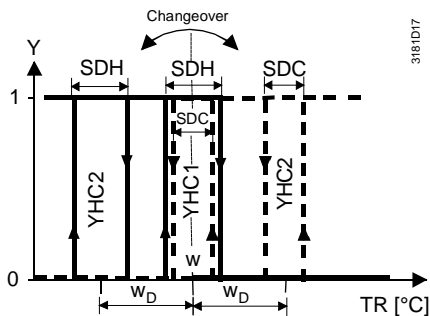 Changeover
3181D17
Y
SDH
SDH
SDC
1
SDC
YHC2
YHC1
YHC2
w
0
wD
wD
TR [°C]